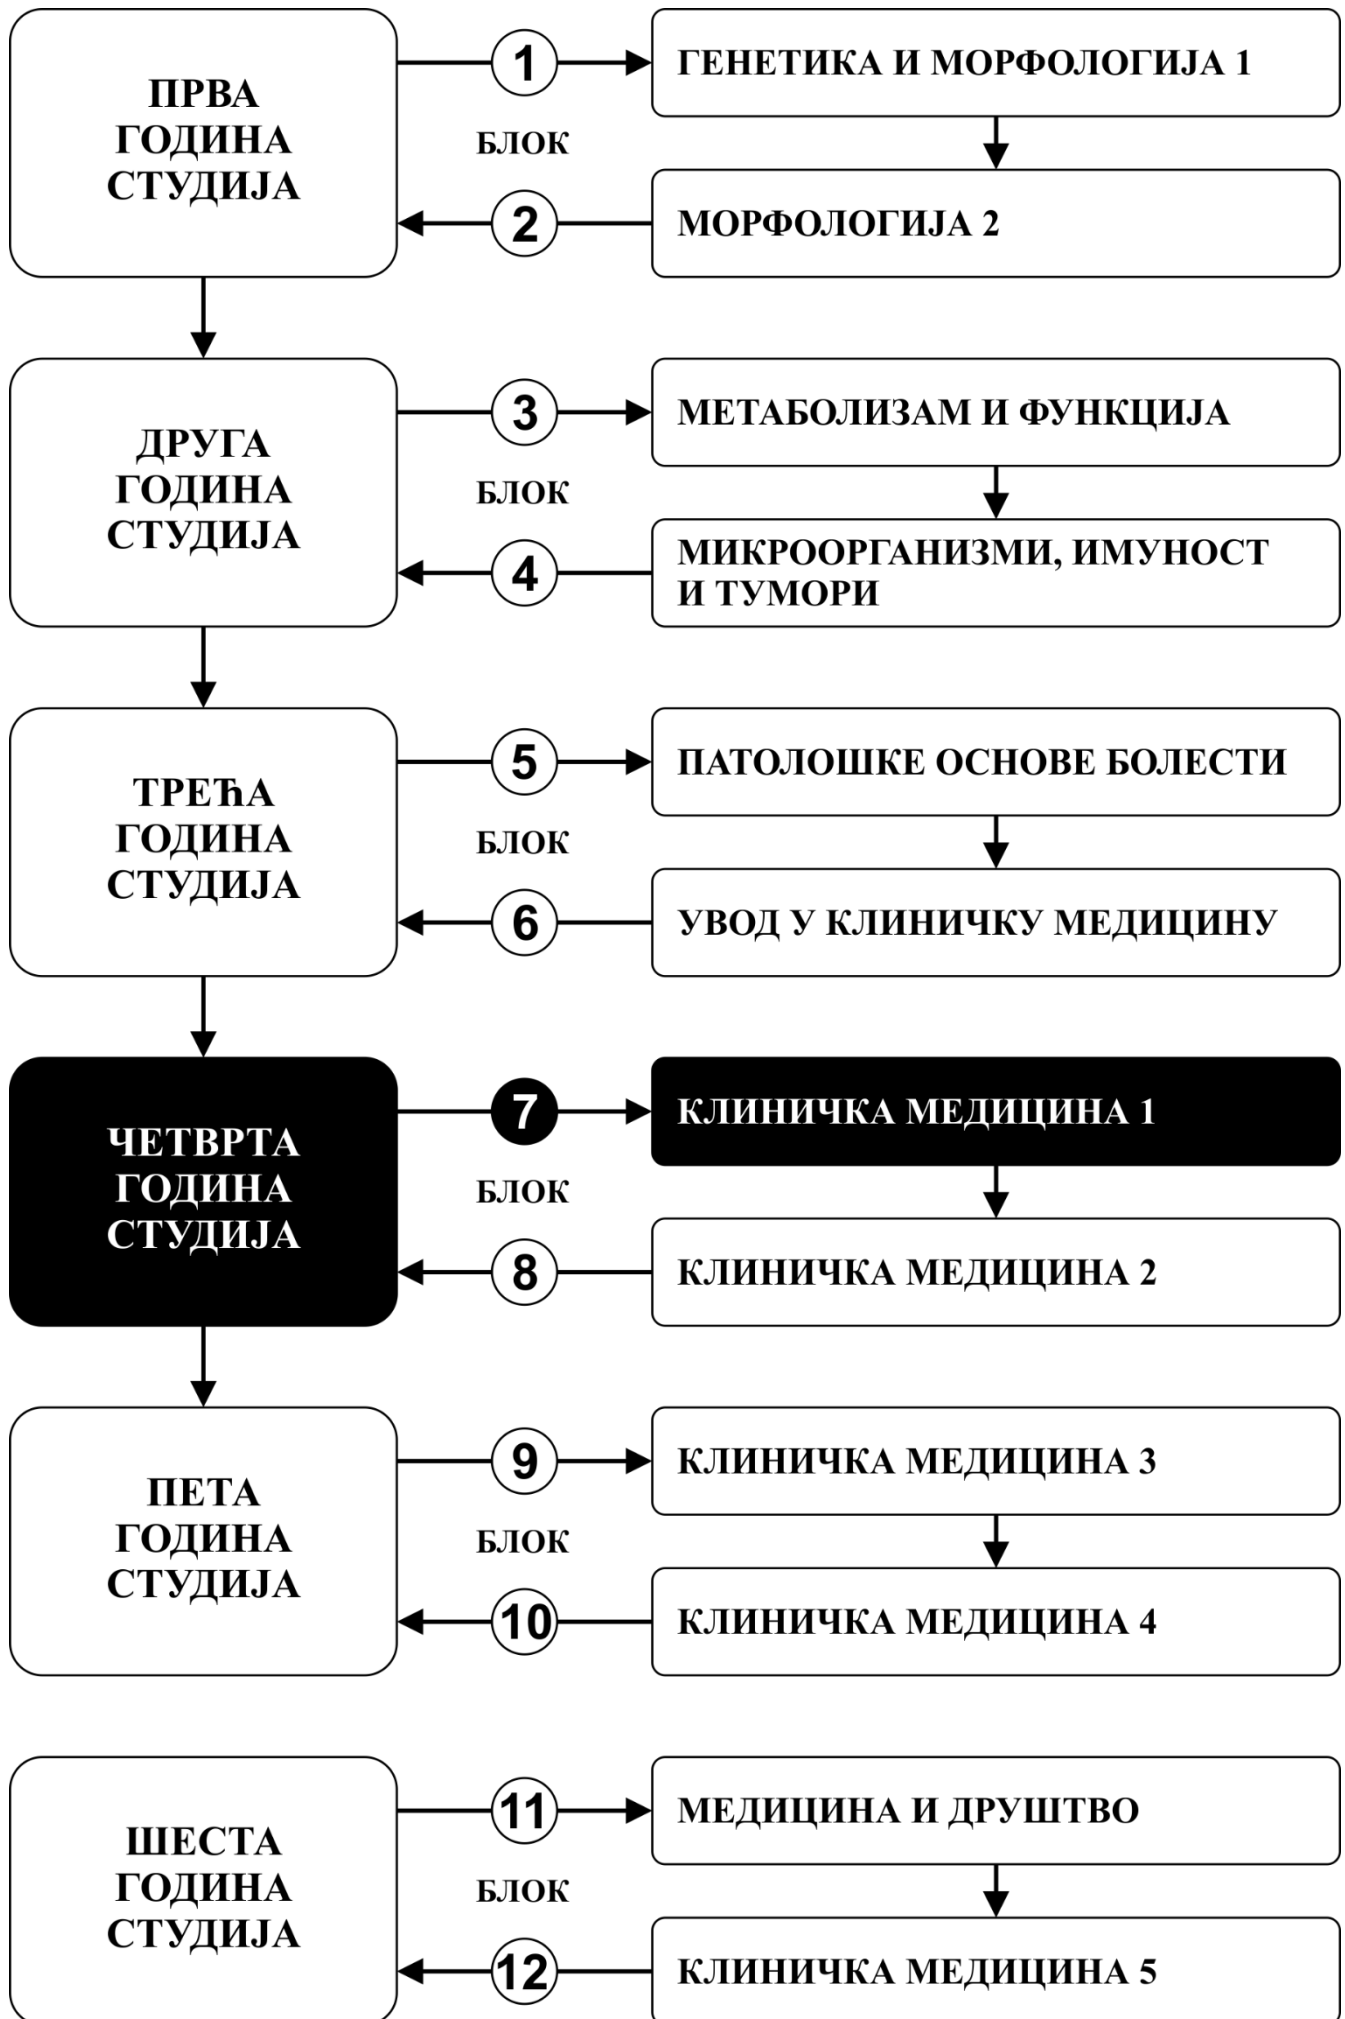 ПРВА
ГОДИНА
СТУДИЈА
1
ГЕНЕТИКА И МОРФОЛОГИЈА 1
БЛОК
2
МОРФОЛОГИЈА 2
ДРУГА
ГОДИНА
СТУДИЈА
3
МЕТАБОЛИЗАМ И ФУНКЦИЈА
БЛОК
4
МИКРООРГАНИЗМИ, ИМУНОСТ
И ТУМОРИ
ТРЕЋА
ГОДИНА
СТУДИЈА
5
ПАТОЛОШКЕ ОСНОВЕ БОЛЕСТИ
БЛОК
6
УВОД У КЛИНИЧКУ МЕДИЦИНУ
ЧЕТВРТА
ГОДИНА
СТУДИЈА
7
КЛИНИЧКА МЕДИЦИНА 1
БЛОК
8
КЛИНИЧКА МЕДИЦИНА 2
ПЕТА
ГОДИНА
СТУДИЈА
9
КЛИНИЧКА МЕДИЦИНА 3
БЛОК
10
КЛИНИЧКА МЕДИЦИНА 4
ШЕСТА
ГОДИНА
СТУДИЈА
11
МЕДИЦИНА И ДРУШТВО
БЛОК
12
КЛИНИЧКА МЕДИЦИНА 5